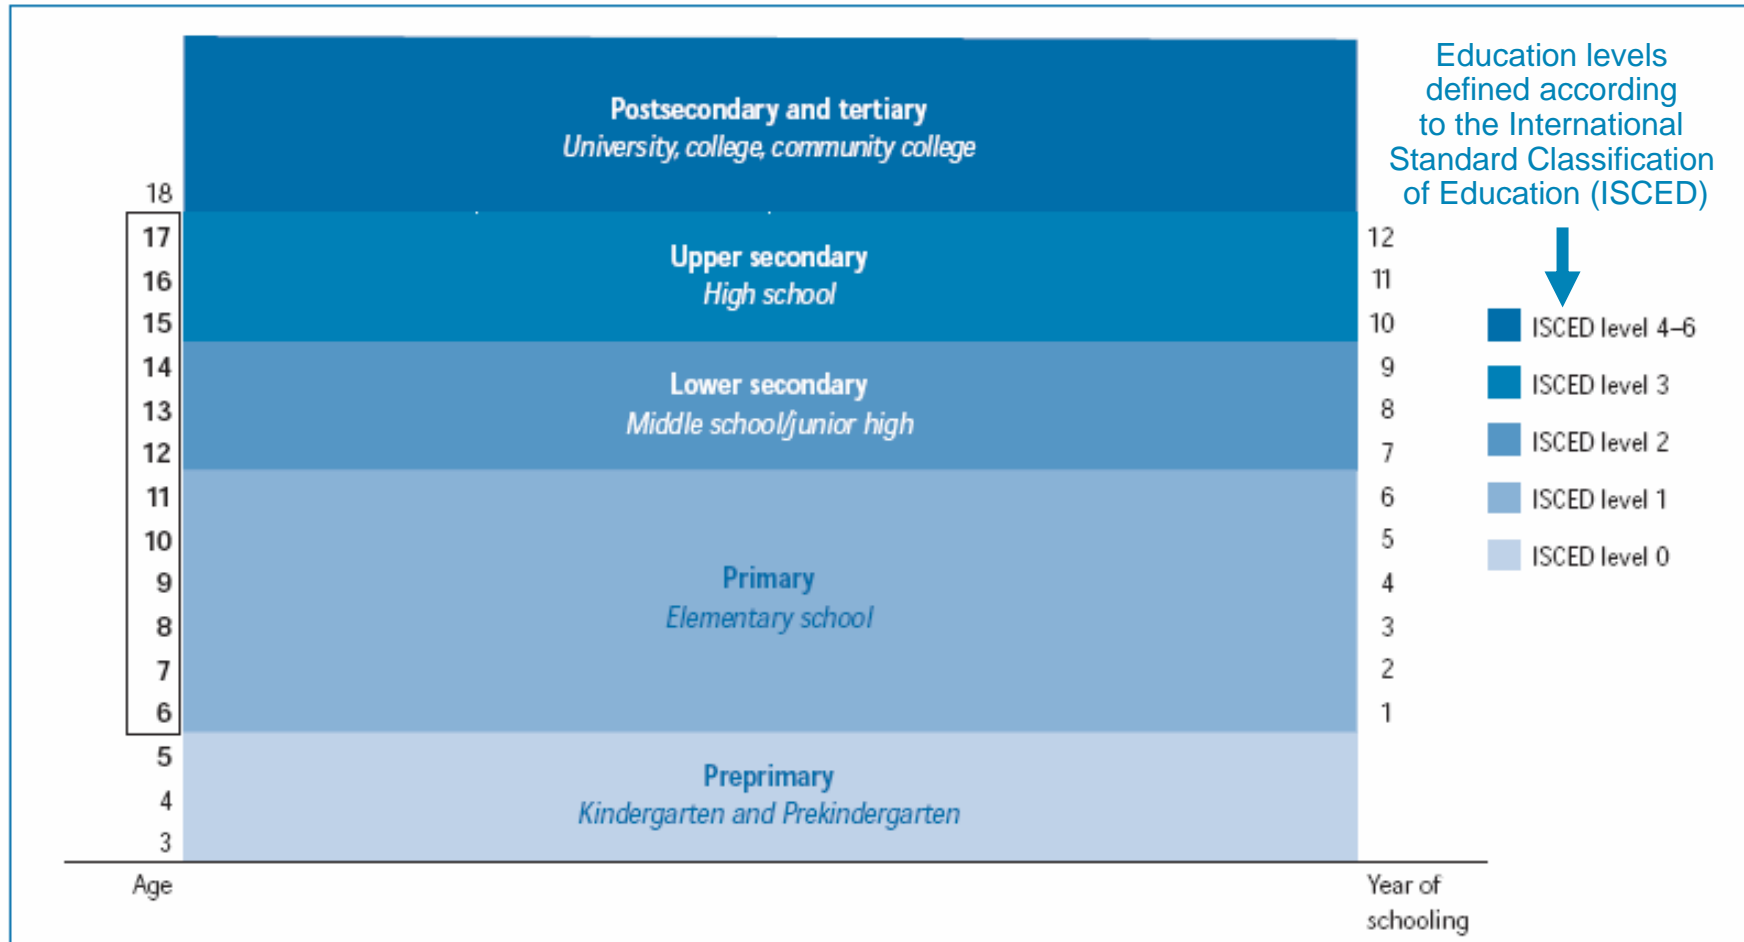 Education levels
defined according
to the International
Standard Classification
of Education (ISCED)
Postsecondary and tertiary
University, college, community college
18
17
16
15
14
13
12
11
10
9
8
7
6
5
4
3
Upper secondary
High school
Lower secondary
Middle school/junior high
Primary
Elementary school
Preprimary
Kindergarten and Prekindergarten
12
11
10
9
8
7
6
5
4
3
2
1
ISCED level 4–6
ISCED level 3
ISCED level 2
ISCED level 1
ISCED level 0
Age
Year of
schooling